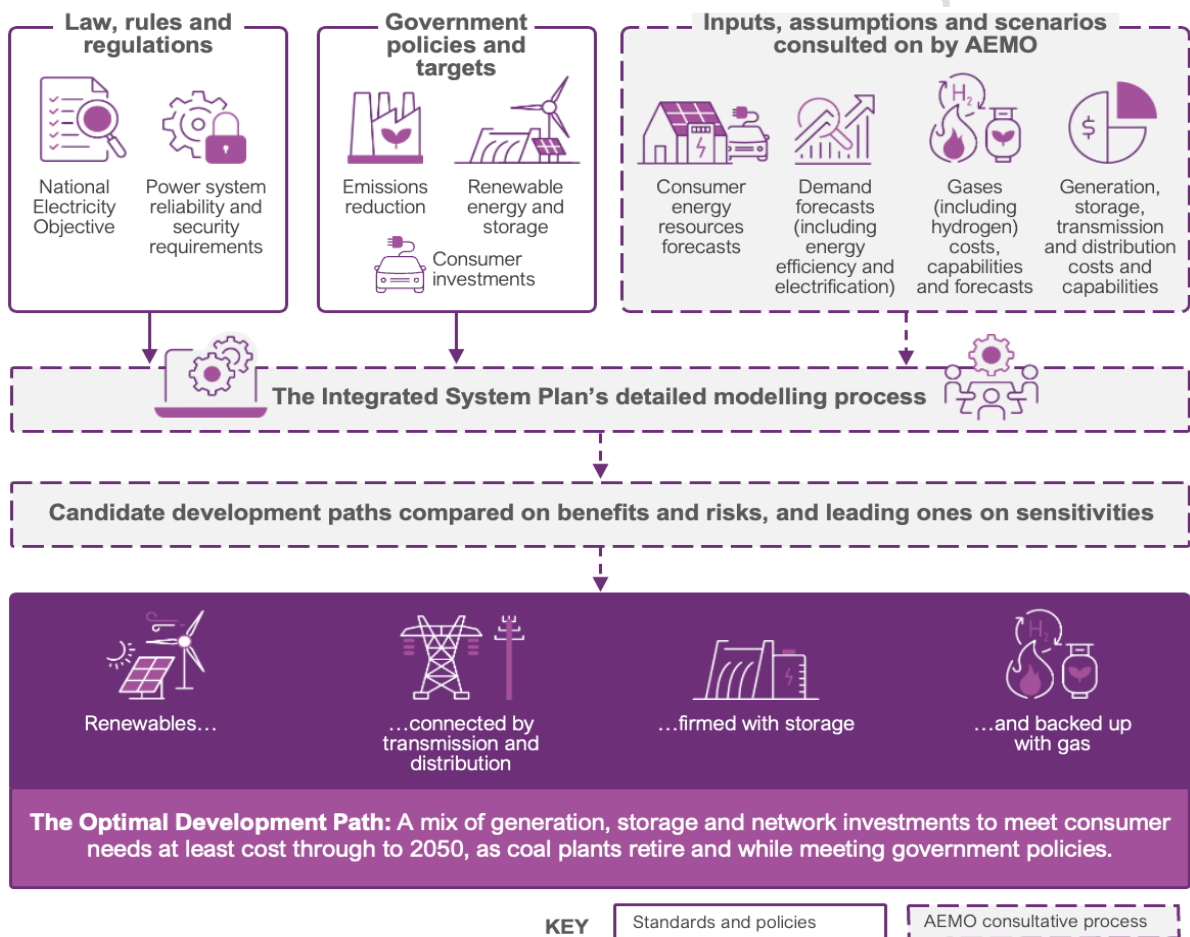 Law, rules and
regulations
National
Electricity
Objective
Power system
reliability and
security
requirements
Government
policies and
targets
Emissions
reduction
Renewable
energy and
storage
Consumer
investments
Inputs, assumptions and scenarios
consulted on by AEMO
Consumer
energy
resources
forecasts
Demand
forecasts
(including
energy
efficiency and
electrification)
H2
Gases
(including
hydrogen)
costs,
capabilities
and forecasts
$
Generation,
storage,
transmission
and distribution
costs and
capabilities
The Integrated System Plan's detailed modelling process
Candidate development paths compared on benefits and risks, and leading ones on sensitivities
Renewables…
…connected by
transmission and
distribution
…firmed with storage
H2
…and backed up
with gas
The Optimal Development Path: A mix of generation, storage and network investments to meet consumer
needs at least cost through to 2050, as coal plants retire and while meeting government policies.
KEY
Standards and policies
AEMO consultative process